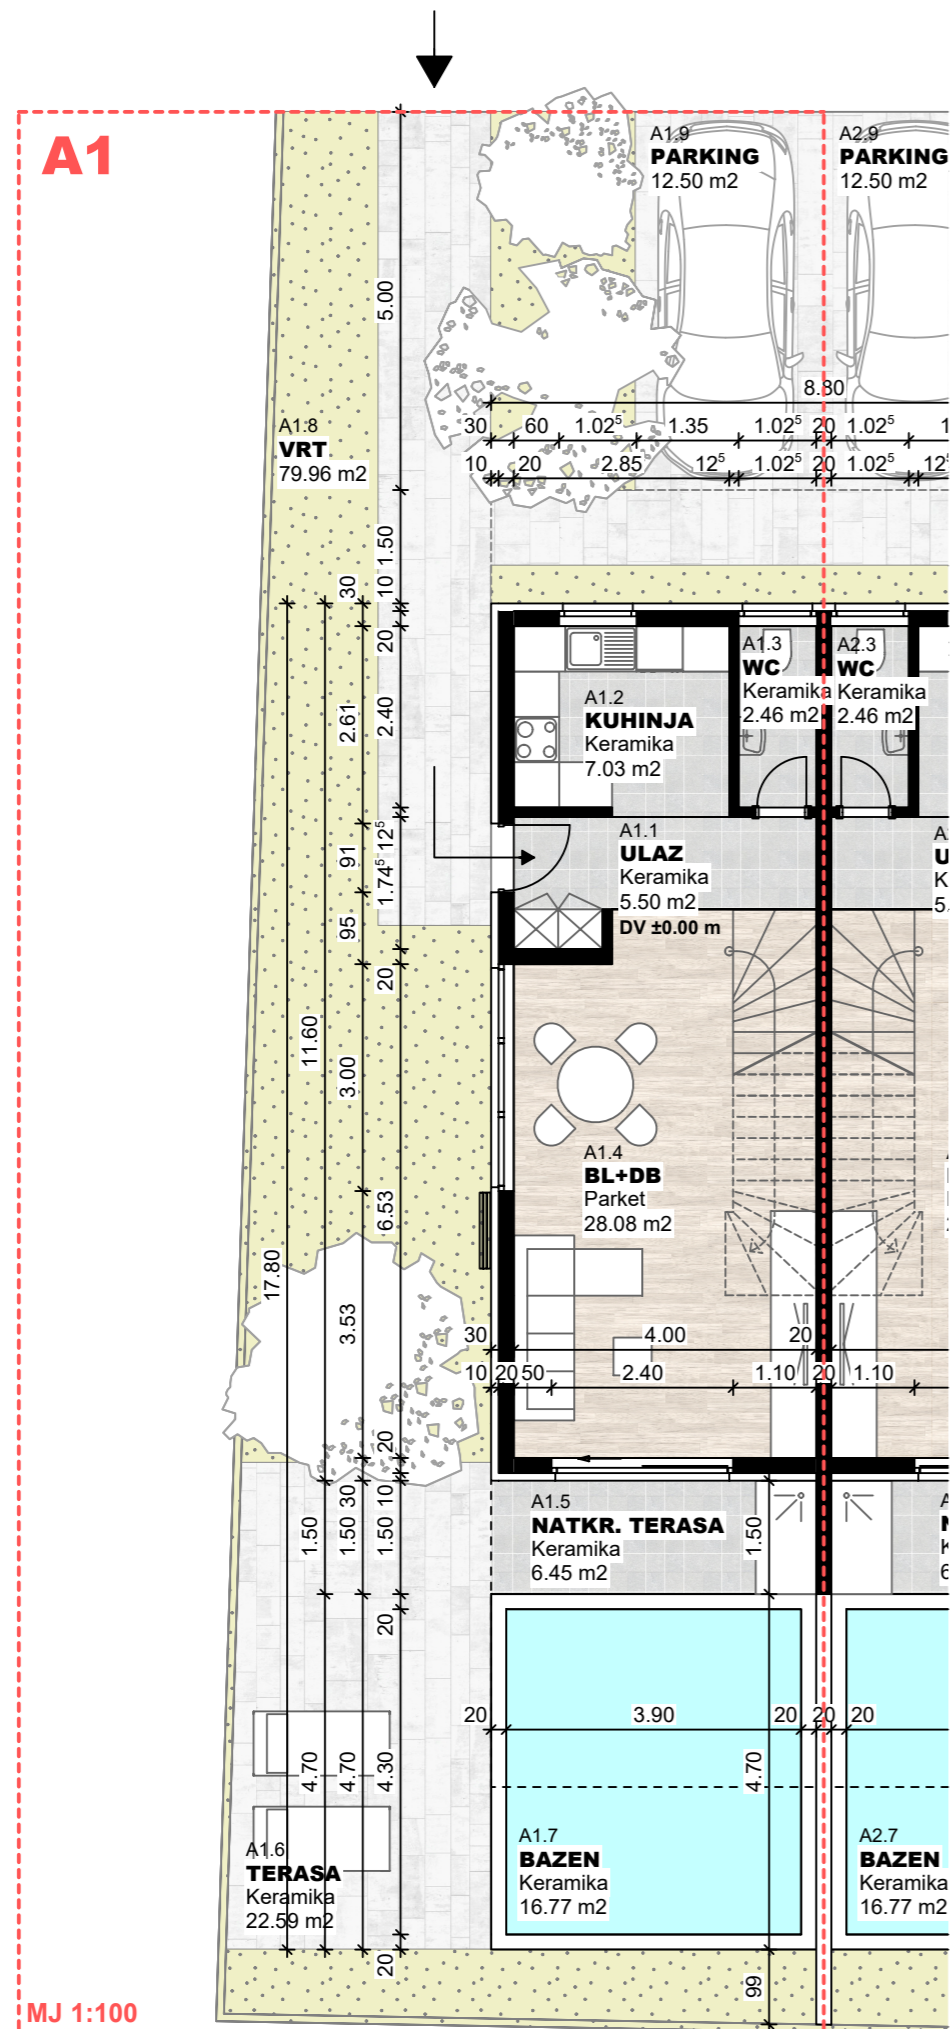 A1
A1.9
PARKING
12.50 m2
A2.9
PARKING
12.50 m2
5.00
8.80
30 60 1.02⁵ 1.35 1.02⁵ 20 1.02⁵
10 20 2.85 12⁵ 1.02⁵ 20 1.02⁵ 12⁵
A1.8
VRT
79.96 m2
1.50
30 10
20
2.61 2.40
A1.2
KUHINJA
Keramika
7.03 m2
A1.3
WC
Keramika
2.46 m2
A2.3
WC
Keramika
2.46 m2
91 12⁵
1.74⁵
95
20
A1.1
ULAZ
Keramika
5.50 m2
DV ±0.00 m
11.60
3.00
6.53
17.80
3.53
A1.4
BL+DB
Parket
28.08 m2
30 4.00 20
10 20 50 2.40 1.10 20 1.10
20
1.50 1.50 30 1.50 10
20
A1.5
NATKR. TERASA
Keramika
6.45 m2
1.50
20 3.90 20 20 20
4.70 4.70 4.30 4.70
A1.6
TERASA
Keramika
22.59 m2
A1.7
BAZEN
Keramika
16.77 m2
A2.7
BAZEN
Keramika
16.77 m2
20
99
MJ 1:100